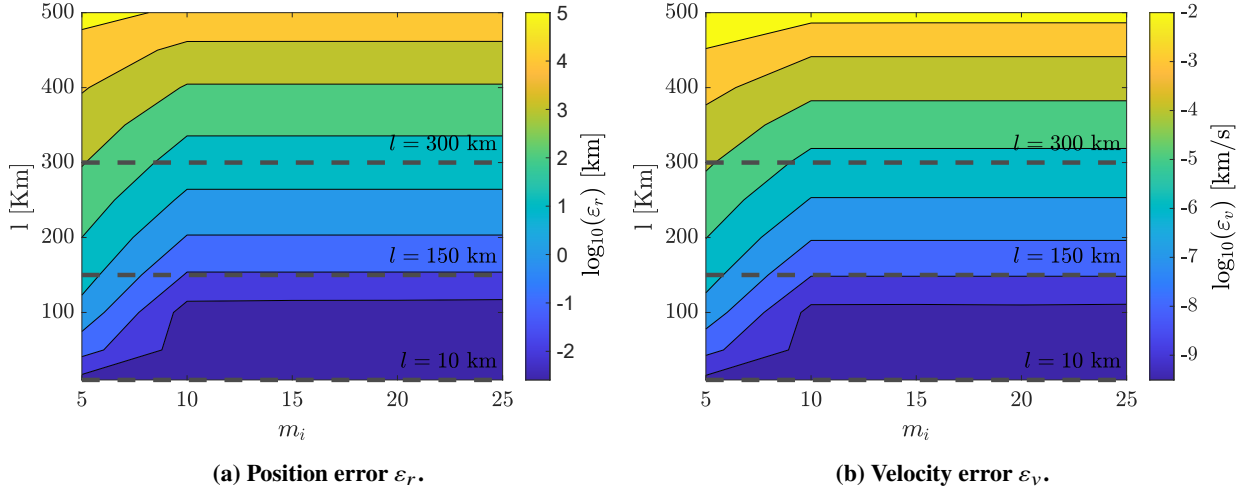 500
400
300
200
100
l [Km]
5
10
15
20
25
m_i
l = 300 km
l = 150 km
l = 10 km
5
4
3
2
1
0
-1
-2
log₁₀(ε_r) [km]
(a) Position error ε_r.
500
400
300
200
100
l [Km]
5
10
15
20
25
m_i
l = 300 km
l = 150 km
l = 10 km
-2
-3
-4
-5
-6
-7
-8
-9
log₁₀(ε_v) [km/s]
(b) Velocity error ε_v.